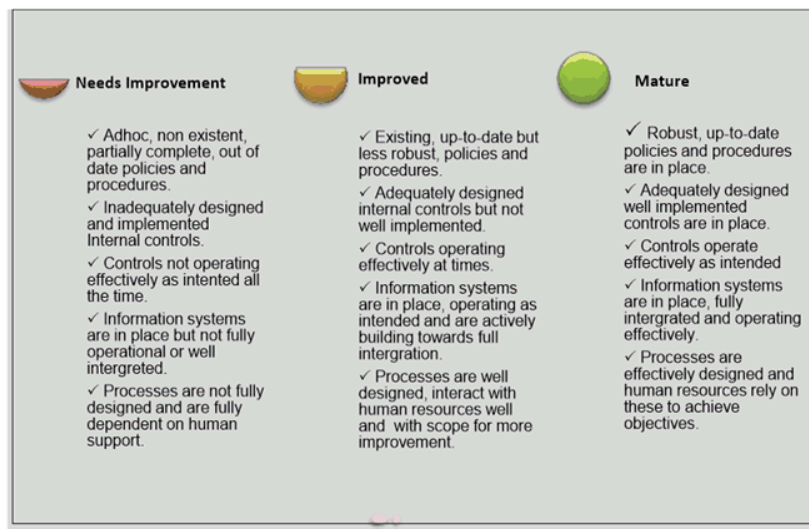 Needs Improvement
✓ Adhoc, non existent,
partially complete, out of
date policies and
procedures.
✓ Inadequately designed
and implemented
Internal controls.
✓ Controls not operating
effectively as intented all
the time.
✓ Information systems
are in place but not fully
operational or well
intergreted.
✓ Processes are not fully
designed and are fully
dependent on human
support.
Improved
✓ Existing, up-to-date but
less robust, policies and
procedures.
✓ Adequately designed
internal controls but not
well implemented.
✓ Controls operating
effectively at times.
✓ Information systems
are in place, operating as
intended and are actively
building towards full
intergration.
✓ Processes are well
designed, interact with
human resources well
and with scope for more
improvement.
Mature
✓ Robust, up-to-date
policies and procedures
are in place.
✓ Adequately designed
well implemented
controls are in place.
✓ Controls operate
effectively as intended
✓ Information systems
are in place, fully
intergrated and operating
effectively.
✓ Processes are
effectively designed and
human resources rely on
these to achieve
objectives.